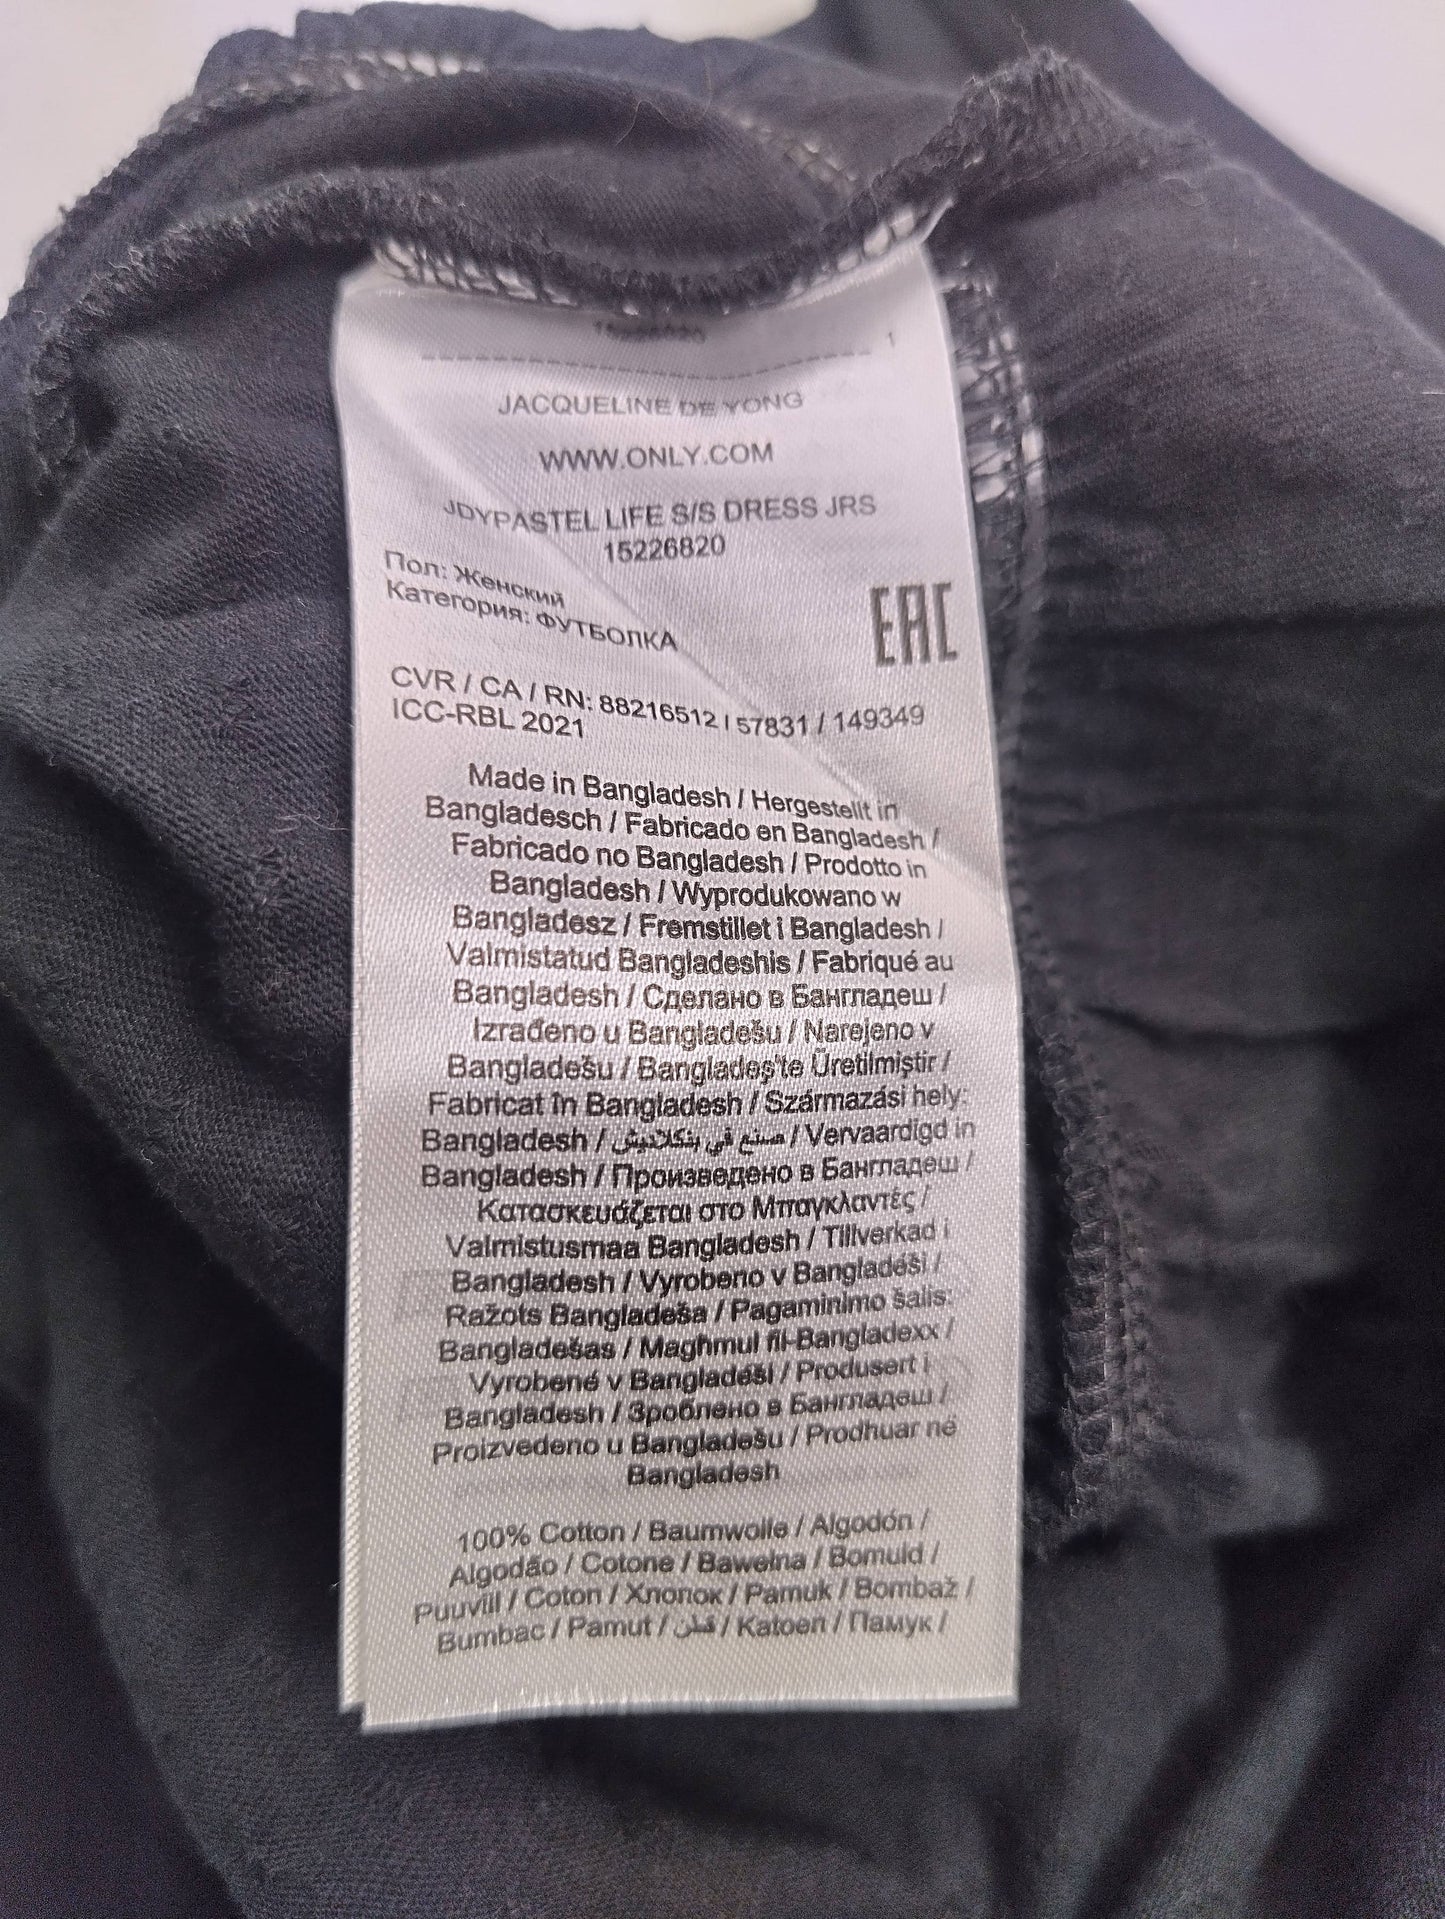 1
JACQUELINE DE YONG
WWW.ONLY.COM
JDYPASTEL LIFE S/S DRESS JRS
15226820
Пол: Женский
Категория: ФУТБОЛКА
EAC
CVR / CA / RN: 88216512 / 57831 / 149349
ICC-RBL 2021
Made in Bangladesh / Hergestellt in
Bangladesch / Fabricado en Bangladesh /
Fabricado no Bangladesh / Prodotto in
Bangladesh / Wyprodukowano w
Bangladesz / Fremstillet i Bangladesh /
Valmistatud Bangladeshis / Fabriqué au
Bangladesh / Сделано в Бангладеш /
Izrađeno u Bangladešu / Narejeno v
Bangladešu / Bangladeş'te Üretilmiştir /
Fabricat în Bangladesh / Származási hely:
Bangladesh / صنع في بنكلاديش / Vervaardigd in
Bangladesh / Произведено в Бангладеш /
Κατασκευάζεται στο Μπαγκλαντές /
Valmistusmaa Bangladesh / Tillverkad i
Bangladesh / Vyrobeno v Bangladéši /
Ražots Bangladeša / Pagaminimo šalis:
Bangladešas / Magħmul fil-Bangladexx /
Vyrobené v Bangladéši / Produsert i
Bangladesh / Зроблено в Бангладеш /
Proizvedeno u Bangladešu / Prodhuar në
Bangladesh
100% Cotton / Baumwolle / Algodón /
Algodão / Cotone / Bawełna / Bomuld /
Puuvill / Coton / Хлопок / Pamuk / Bombaž /
Bumbac / Pamut / قطن / Katoen / Памук /